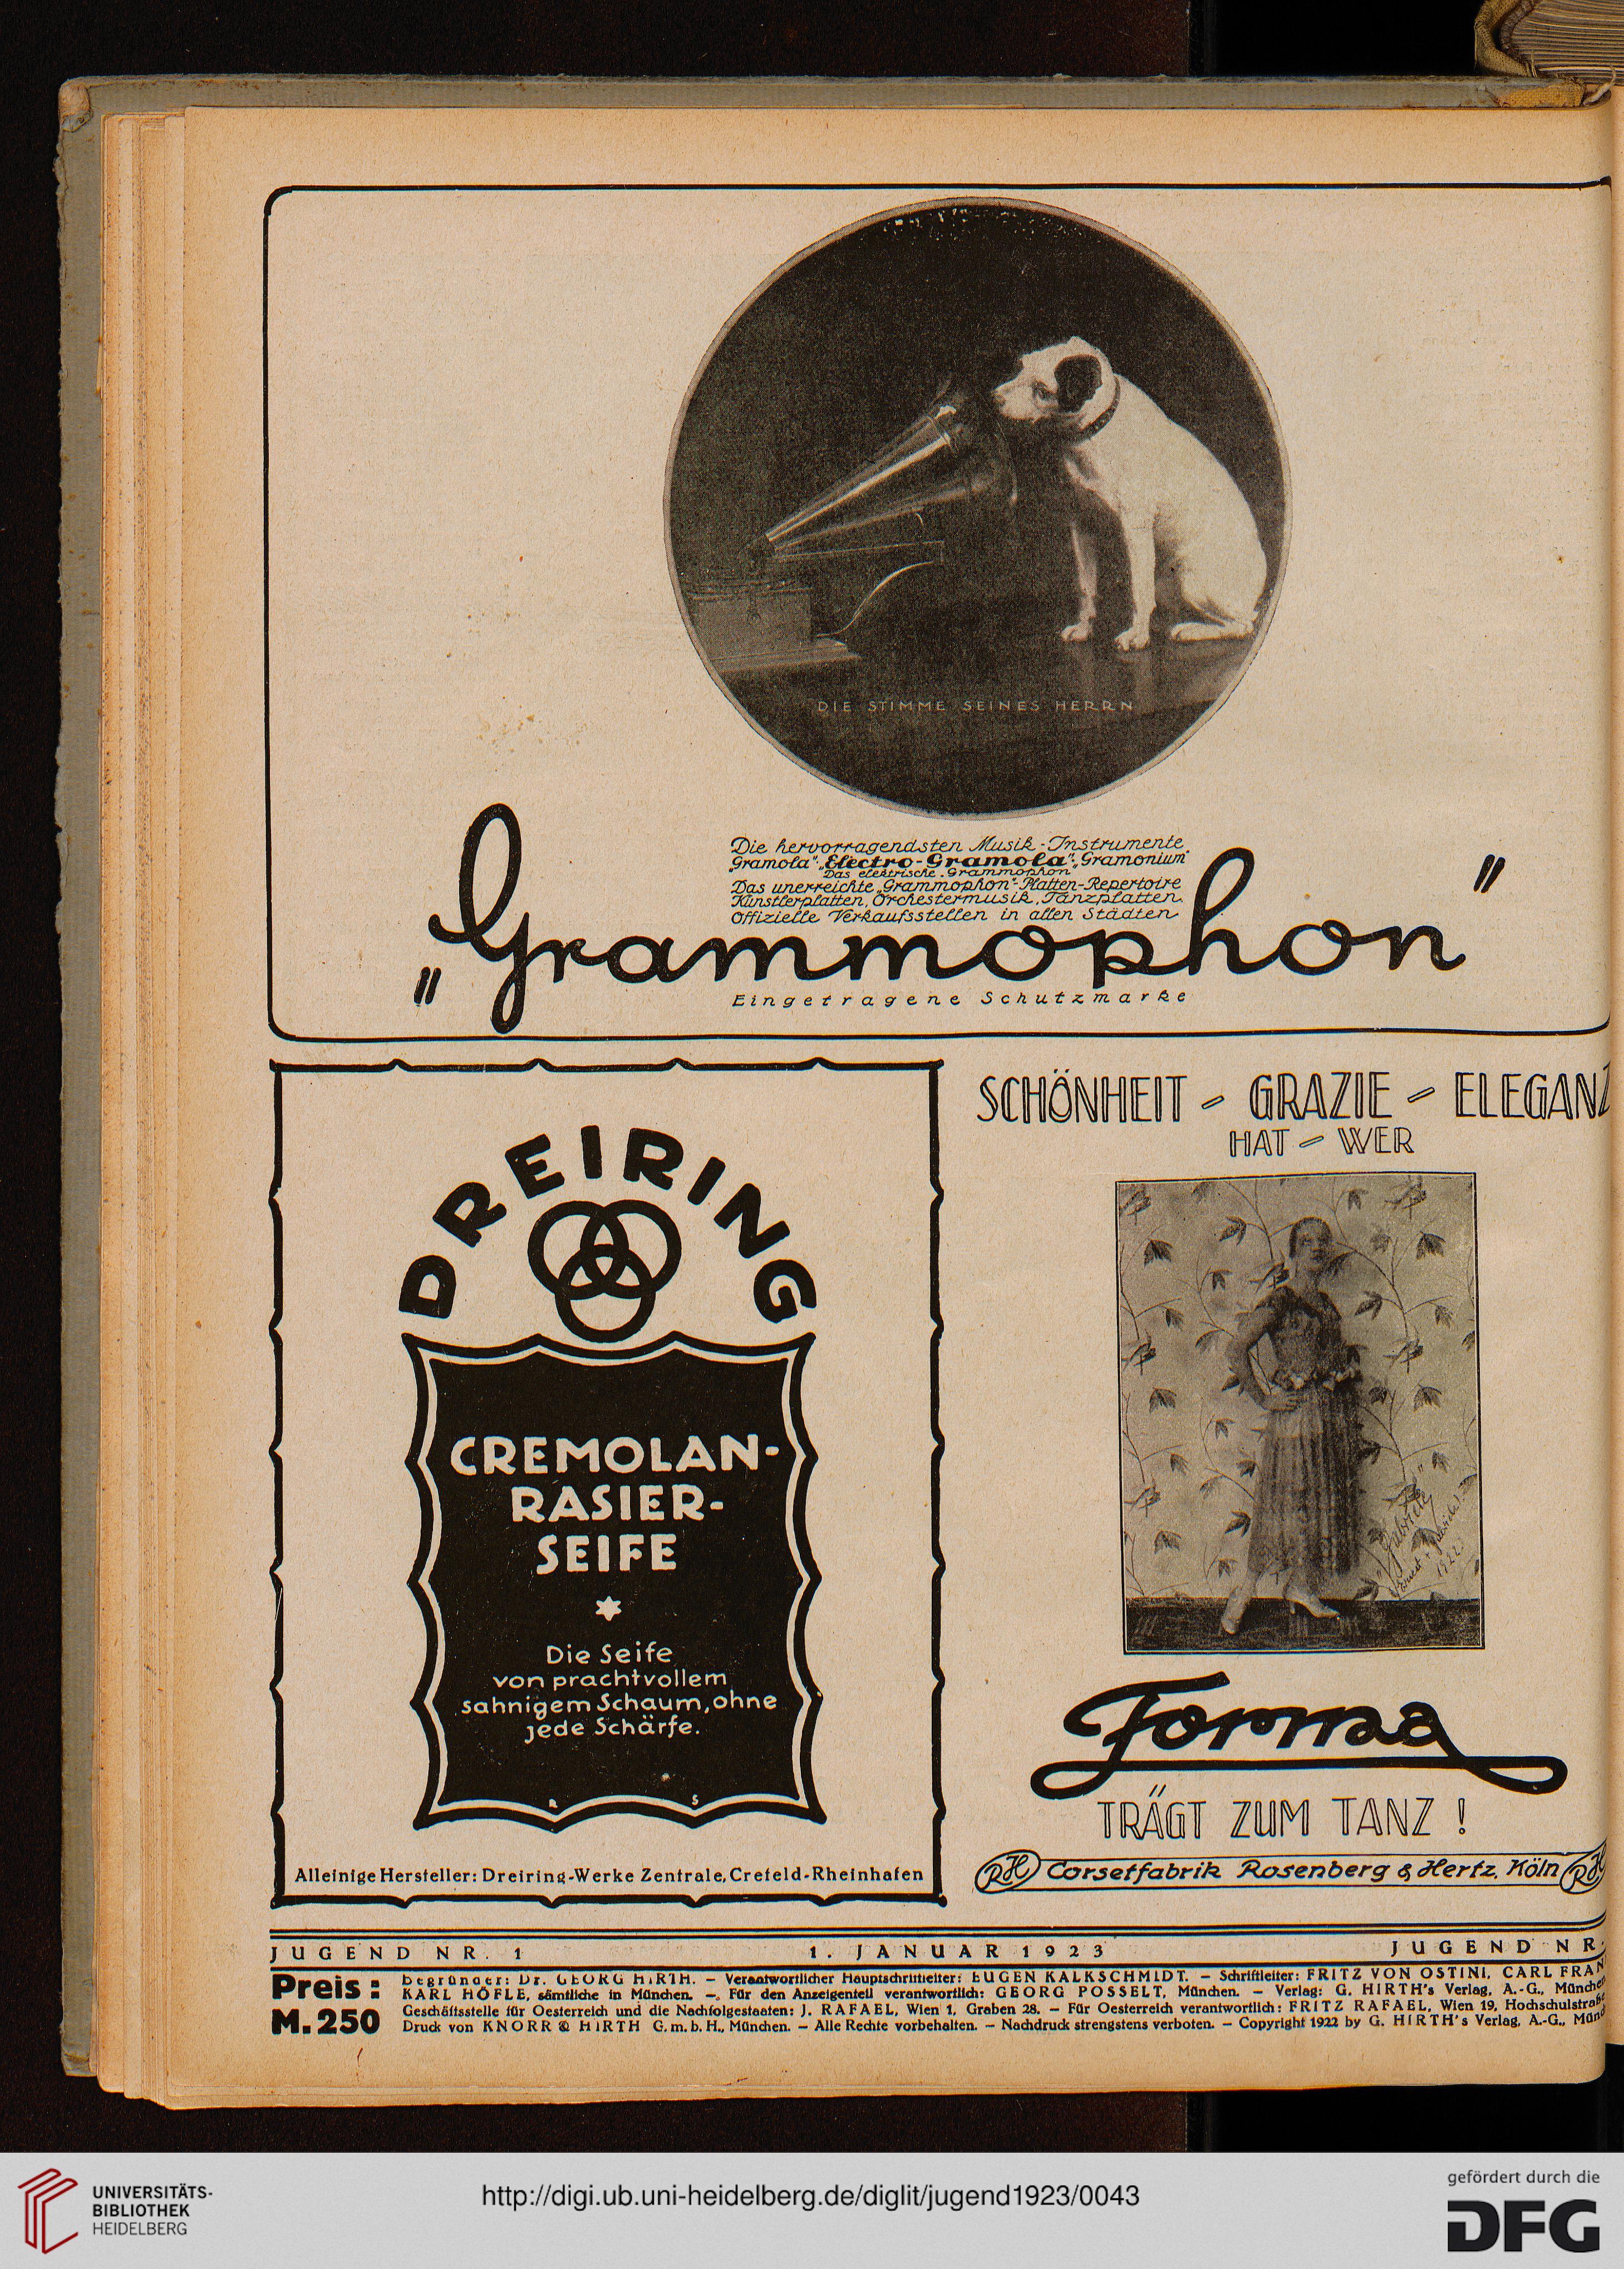 DIE STIMME SEINES HERRN
Die hervorragendsten Musik-Instrumente
„Gramola“ „Electro-Gramola“ „Gramonium“
Das elektrische „Grammophon“
Das unerreichte „Grammophon“-Platten-Repertoire
Künstlerplatten, Orchestermusik, Tanzplatten.
Offizielle Verkaufsstellen in allen Städten
„Grammophon“
Eingetragene Schutzmarke
DREIRING
CREMOLAN-
RASIER-
SEIFE
Die Seife
von prachtvollem
sahnigem Schaum, ohne
jede Schärfe.
R S
Alleinige Hersteller: Dreiring-Werke Zentrale, Crefeld-Rheinhafen
SCHÖNHEIT - GRAZIE - ELEGANZ
HAT - WER
1922
Forma
TRÄGT ZUM TANZ !
RH Corsetfabrik Rosenberg & Hertz, Köln RH
JUGEND NR. 1 1. JANUAR 1923 JUGEND NR.
Preis:
M. 250
Begründer: Dr. GEORG HIRTH. – Verantwortlicher Hauptschriftleiter: EUGEN KALKSCHMIDT. – Schriftleiter: FRITZ VON OSTINI, CARL FRAN
KARL HÖFLE, sämtliche in München. – Für den Anzeigenteil verantwortlich: GEORG POSSELT, München. – Verlag: G. HIRTH's Verlag, A.-G., Münche
Geschäftsstelle für Oesterreich und die Nachfolgestaaten: J. RAFAEL, Wien 1, Graben 28. – Für Oesterreich verantwortlich: FRITZ RAFAEL, Wien 19, Hochschulstraße
Druck von KNORR & HIRTH G. m. b. H., München. – Alle Rechte vorbehalten. – Nachdruck strengstens verboten. – Copyright 1922 by G. HIRTH's Verlag, A.-G., Mün
UNIVERSITÄTS-
BIBLIOTHEK
HEIDELBERG
http://digi.ub.uni-heidelberg.de/diglit/jugend1923/0043
gefördert durch die
DFG